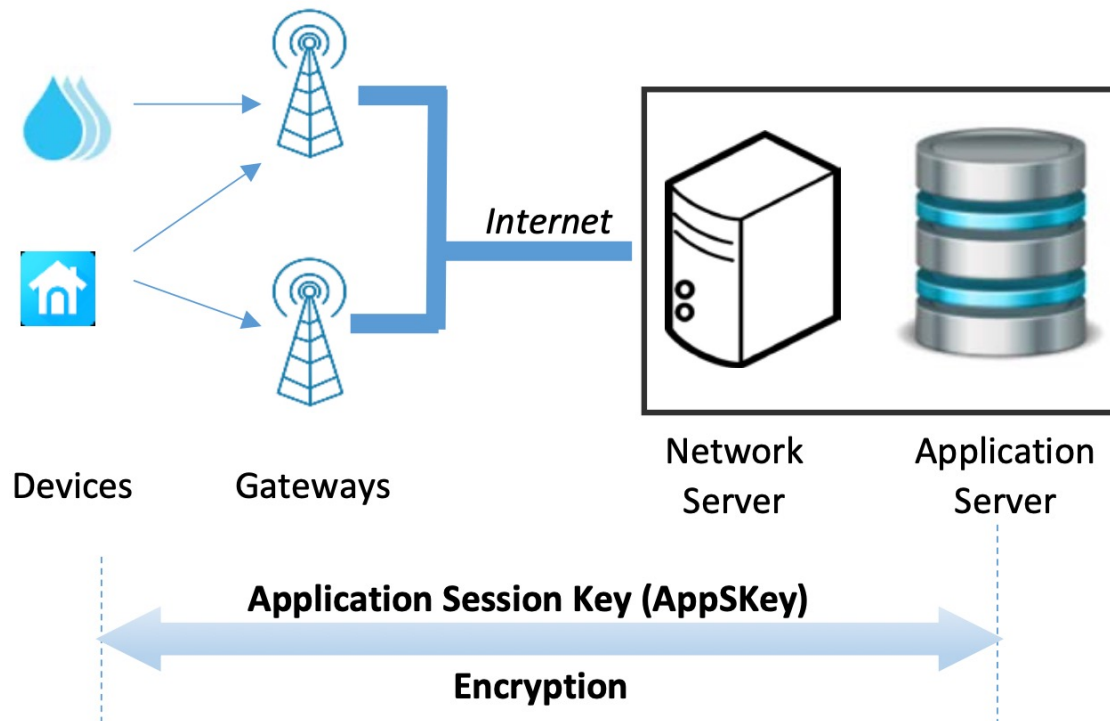 Internet
Devices
Gateways
Network
Server
Application
Server
Application Session Key (AppSKey)
Encryption